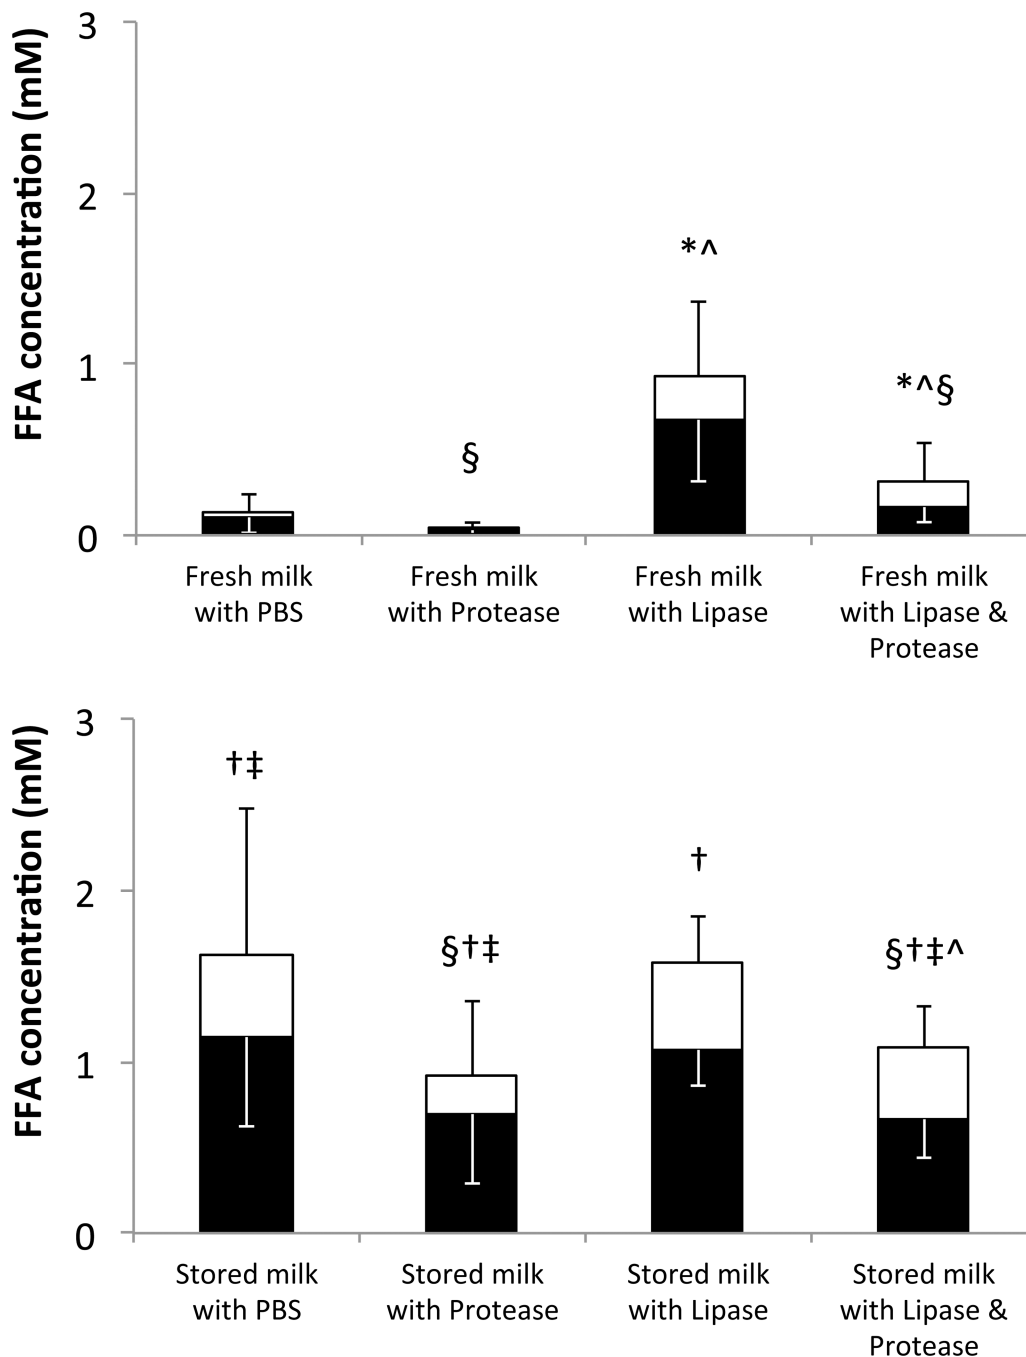 FFA concentration (mM)
3
2
1
0
§
*^
*^§
Fresh milk
with PBS
Fresh milk
with Protease
Fresh milk
with Lipase
Fresh milk
with Lipase &
Protease
FFA concentration (mM)
3
2
1
0
†‡
§†‡
†
§†‡^
Stored milk
with PBS
Stored milk
with Protease
Stored milk
with Lipase
Stored milk
with Lipase &
Protease